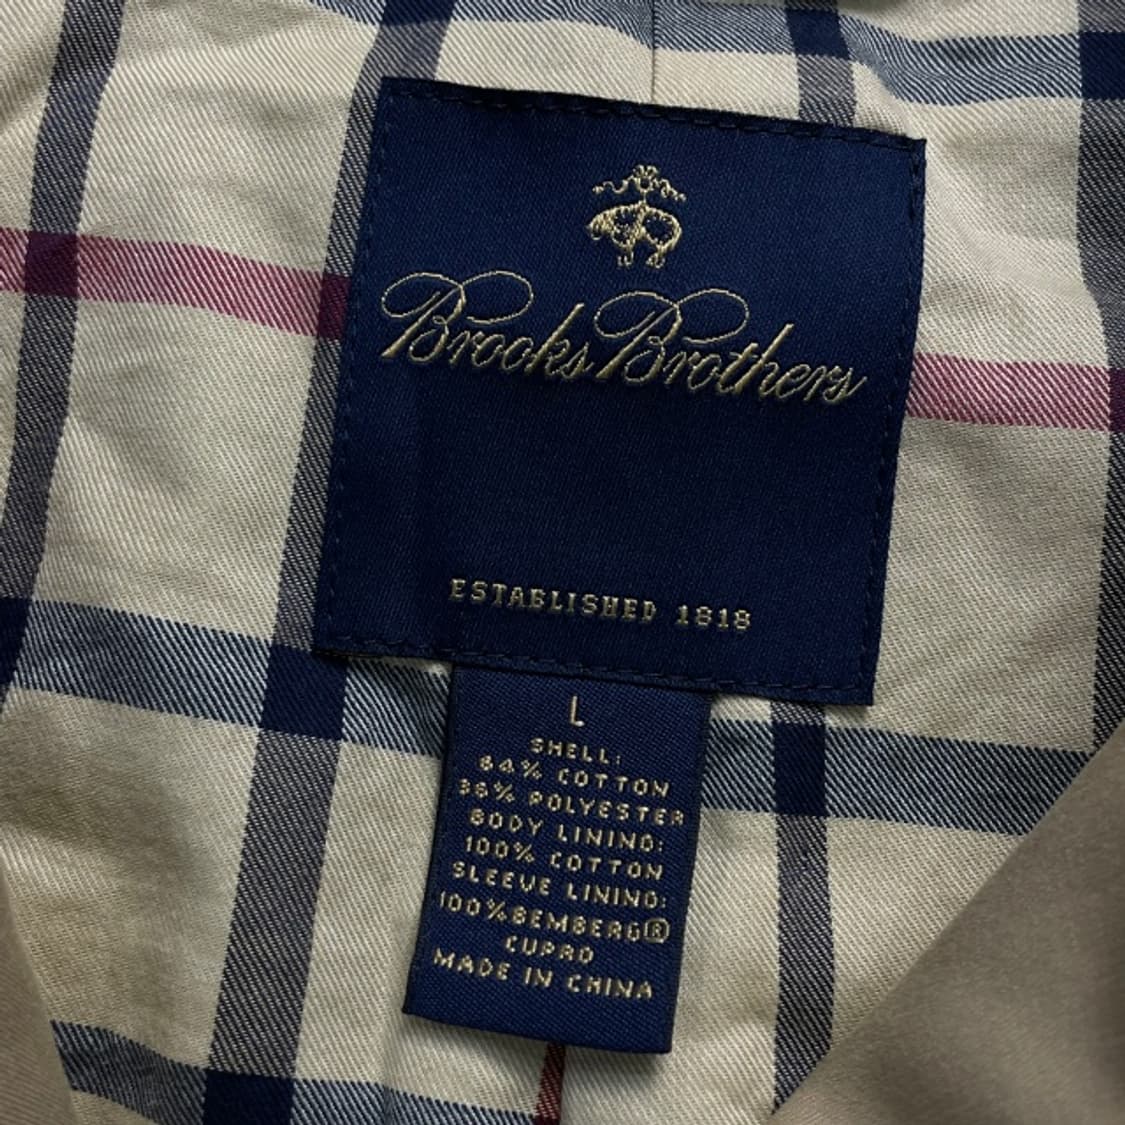 Brooks Brothers
ESTABLISHED 1818
L
SHELL:
64% COTTON
36% POLYESTER
BODY LINING:
100% COTTON
SLEEVE LINING:
100%BEMBERG®
CUPRO
MADE IN CHINA